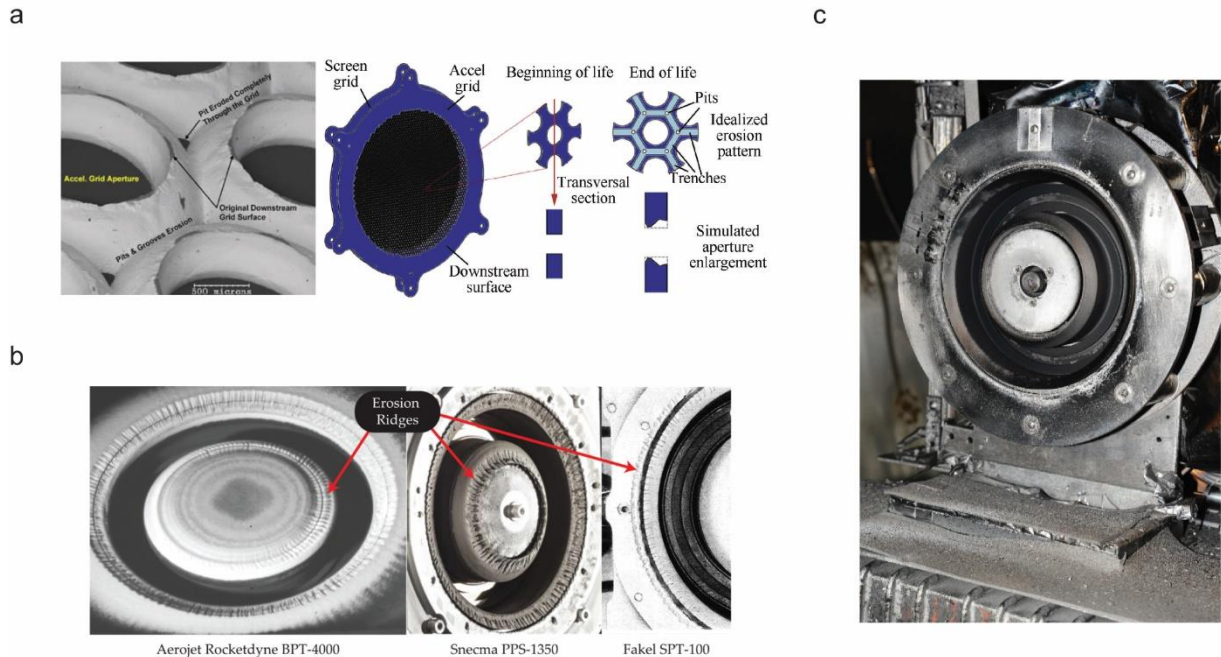 a
Pit Eroded Completely
Through the Grid
Accel. Grid Aperture
Original Downstream
Grid Surface
Pits & Grooves Erosion
500 microns
Screen
grid
Accel
grid
Downstream
surface
Beginning of life
Transversal
section
End of life
Pits
Idealized
erosion
pattern
Trenches
Simulated
aperture
enlargement
b
Erosion
Ridges
Aerojet Rocketdyne BPT-4000
Snecma PPS-1350
Fakel SPT-100
c